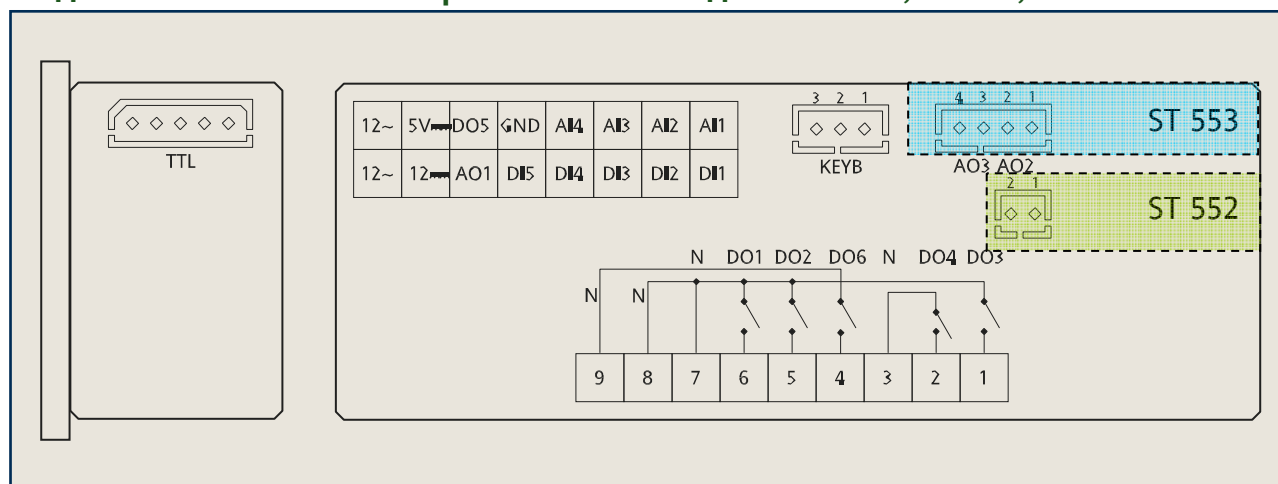 4 3 2 1
ST 553
3 2 1
12~ 5V⎓ DO5 GND AI4 AI3 AI2 AI1
TTL
KEYB
AO3 AO2
12~ 12⎓ AO1 DI5 DI4 DI3 DI2 DI1
2 1
ST 552
N DO1 DO2 DO6 N DO4 DO3
N N
9 8 7 6 5 4 3 2 1